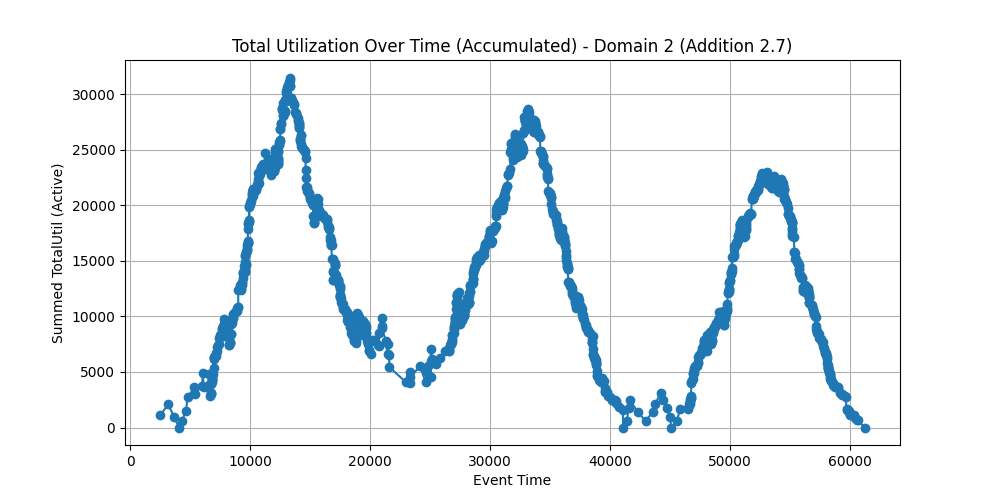 Total Utilization Over Time (Accumulated) - Domain 2 (Addition 2.7)
Summed TotalUtil (Active)
30000
25000
20000
15000
10000
5000
0
0 10000 20000 30000 40000 50000 60000
Event Time